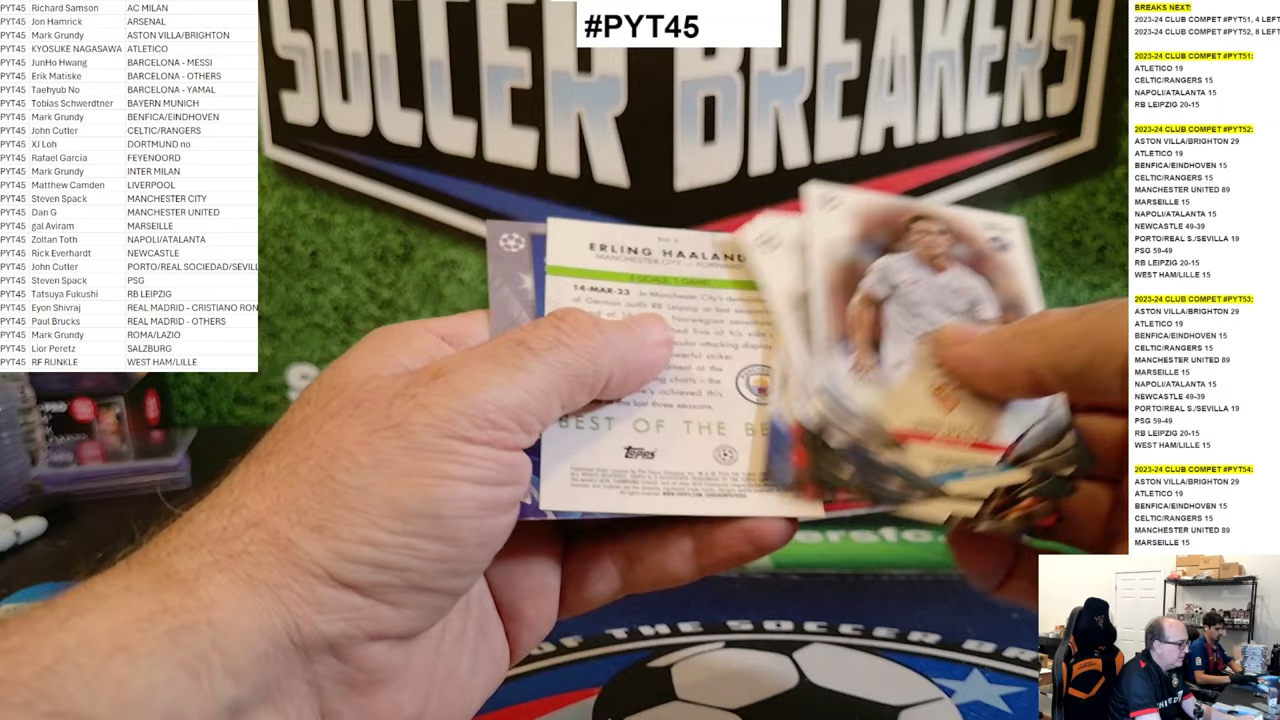 #PYT45
PYT45 Richard Samson AC MILAN
PYT45 Jon Hamrick ARSENAL
PYT45 Mark Grundy ASTON VILLA/BRIGHTON
PYT45 KYOSUKE NAGASAWA ATLETICO
PYT45 JunHo Hwang BARCELONA - MESSI
PYT45 Erik Matiske BARCELONA - OTHERS
PYT45 Taehyub No BARCELONA - YAMAL
PYT45 Tobias Schwerdtner BAYERN MUNICH
PYT45 Mark Grundy BENFICA/EINDHOVEN
PYT45 John Cutler CELTIC/RANGERS
PYT45 XJ Loh DORTMUND no
PYT45 Rafael Garcia FEYENOORD
PYT45 Mark Grundy INTER MILAN
PYT45 Matthew Camden LIVERPOOL
PYT45 Steven Spack MANCHESTER CITY
PYT45 Dan G MANCHESTER UNITED
PYT45 gal Aviram MARSEILLE
PYT45 Zoltan Toth NAPOLI/ATALANTA
PYT45 Rick Everhardt NEWCASTLE
PYT45 John Cutler PORTO/REAL SOCIEDAD/SEVILL
PYT45 Steven Spack PSG
PYT45 Tatsuya Fukushi RB LEIPZIG
PYT45 Eyon Shivraj REAL MADRID - CRISTIANO RON
PYT45 Paul Brucks REAL MADRID - OTHERS
PYT45 Mark Grundy ROMA/LAZIO
PYT45 Lior Peretz SALZBURG
PYT45 RF RUNKLE WEST HAM/LILLE
SOCCER BREAKERS
ERLING HAALAND
MANCHESTER CITY
14-MAR-23 In Manchester City's
of German outfit RB Leipzig at
Norwegian
BEST OF THE BE
Topps
OF THE SOCCER
BREAKS NEXT:
2023-24 CLUB COMPET #PYT51, 4 LEFT
2023-24 CLUB COMPET #PYT52, 8 LEFT
2023-24 CLUB COMPET #PYT51:
ATLETICO 19
CELTIC/RANGERS 15
NAPOLI/ATALANTA 15
RB LEIPZIG 20-15
2023-24 CLUB COMPET #PYT52:
ASTON VILLA/BRIGHTON 29
ATLETICO 19
BENFICA/EINDHOVEN 15
CELTIC/RANGERS 15
MANCHESTER UNITED 89
MARSEILLE 15
NAPOLI/ATALANTA 15
NEWCASTLE 49-39
PORTO/REAL S./SEVILLA 19
PSG 59-49
RB LEIPZIG 20-15
WEST HAM/LILLE 15
2023-24 CLUB COMPET #PYT53:
ASTON VILLA/BRIGHTON 29
ATLETICO 19
BENFICA/EINDHOVEN 15
CELTIC/RANGERS 15
MANCHESTER UNITED 89
MARSEILLE 15
NAPOLI/ATALANTA 15
NEWCASTLE 49-39
PORTO/REAL S./SEVILLA 19
PSG 59-49
RB LEIPZIG 20-15
WEST HAM/LILLE 15
2023-24 CLUB COMPET #PYT54:
ASTON VILLA/BRIGHTON 29
ATLETICO 19
BENFICA/EINDHOVEN 15
CELTIC/RANGERS 15
MANCHESTER UNITED 89
MARSEILLE 15